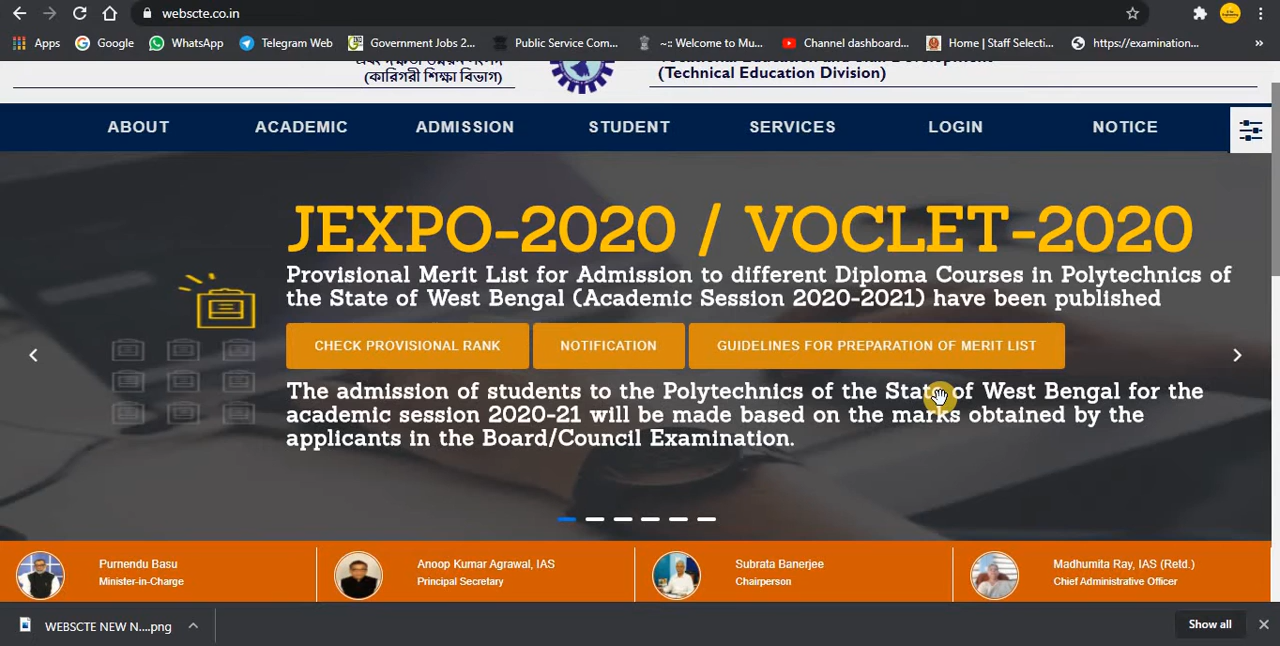 webscte.co.in
Apps
Google
WhatsApp
Telegram Web
Government Jobs 2...
Public Service Com...
~:: Welcome to Mu...
Channel dashboard...
Home | Staff Selecti...
https://examination...
»
(কারিগরী শিক্ষা বিভাগ)
(Technical Education Division)
ABOUT
ACADEMIC
ADMISSION
STUDENT
SERVICES
LOGIN
NOTICE
JEXPO-2020 / VOCLET-2020
Provisional Merit List for Admission to different Diploma Courses in Polytechnics of
the State of West Bengal (Academic Session 2020-2021) have been published
CHECK PROVISIONAL RANK
NOTIFICATION
GUIDELINES FOR PREPARATION OF MERIT LIST
The admission of students to the Polytechnics of the State of West Bengal for the
academic session 2020-21 will be made based on the marks obtained by the
applicants in the Board/Council Examination.
Purnendu Basu
Minister-in-Charge
Anoop Kumar Agrawal, IAS
Principal Secretary
Subrata Banerjee
Chairperson
Madhumita Ray, IAS (Retd.)
Chief Administrative Officer
WEBSCTE NEW N....png
Show all